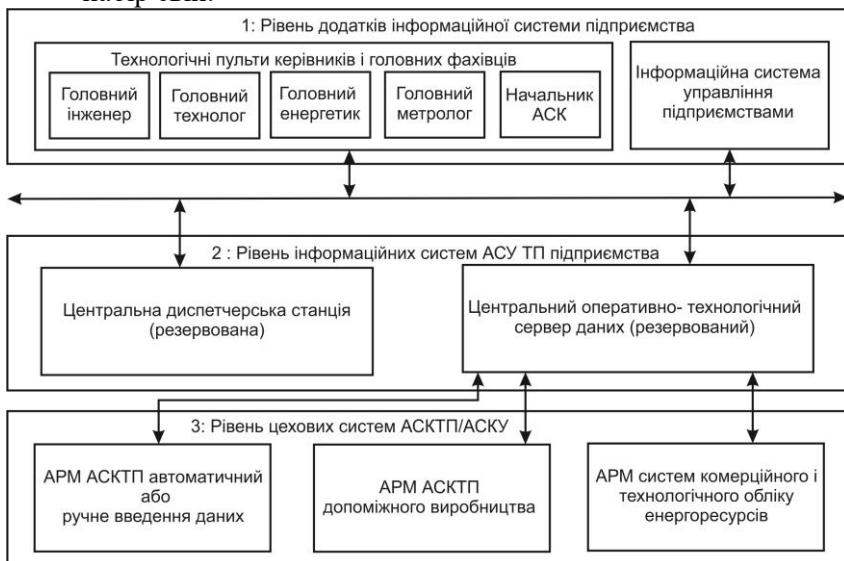 1: Рівень додатків інформаційної системи підприємства
Технологічні пульти керівників і головних фахівців
Головний
інженер
Головний
технолог
Головний
енергетик
Головний
метролог
Начальник
АСК
Інформаційна система
управління
підприємствами
2 : Рівень інформаційних систем АСУ ТП підприємства
Центральна диспетчерська станція
(резервована)
Центральний оперативно- технологічний
сервер даних (резервований)
3: Рівень цехових систем АСКТП/АСКУ
АРМ АСКТП автоматичний
або
ручне введення даних
АРМ АСКТП
допоміжного виробництва
АРМ систем комерційного і
технологічного обліку
енергоресурсів